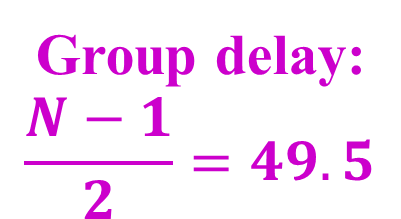 Group delay:
N − 1
2
= 49.5